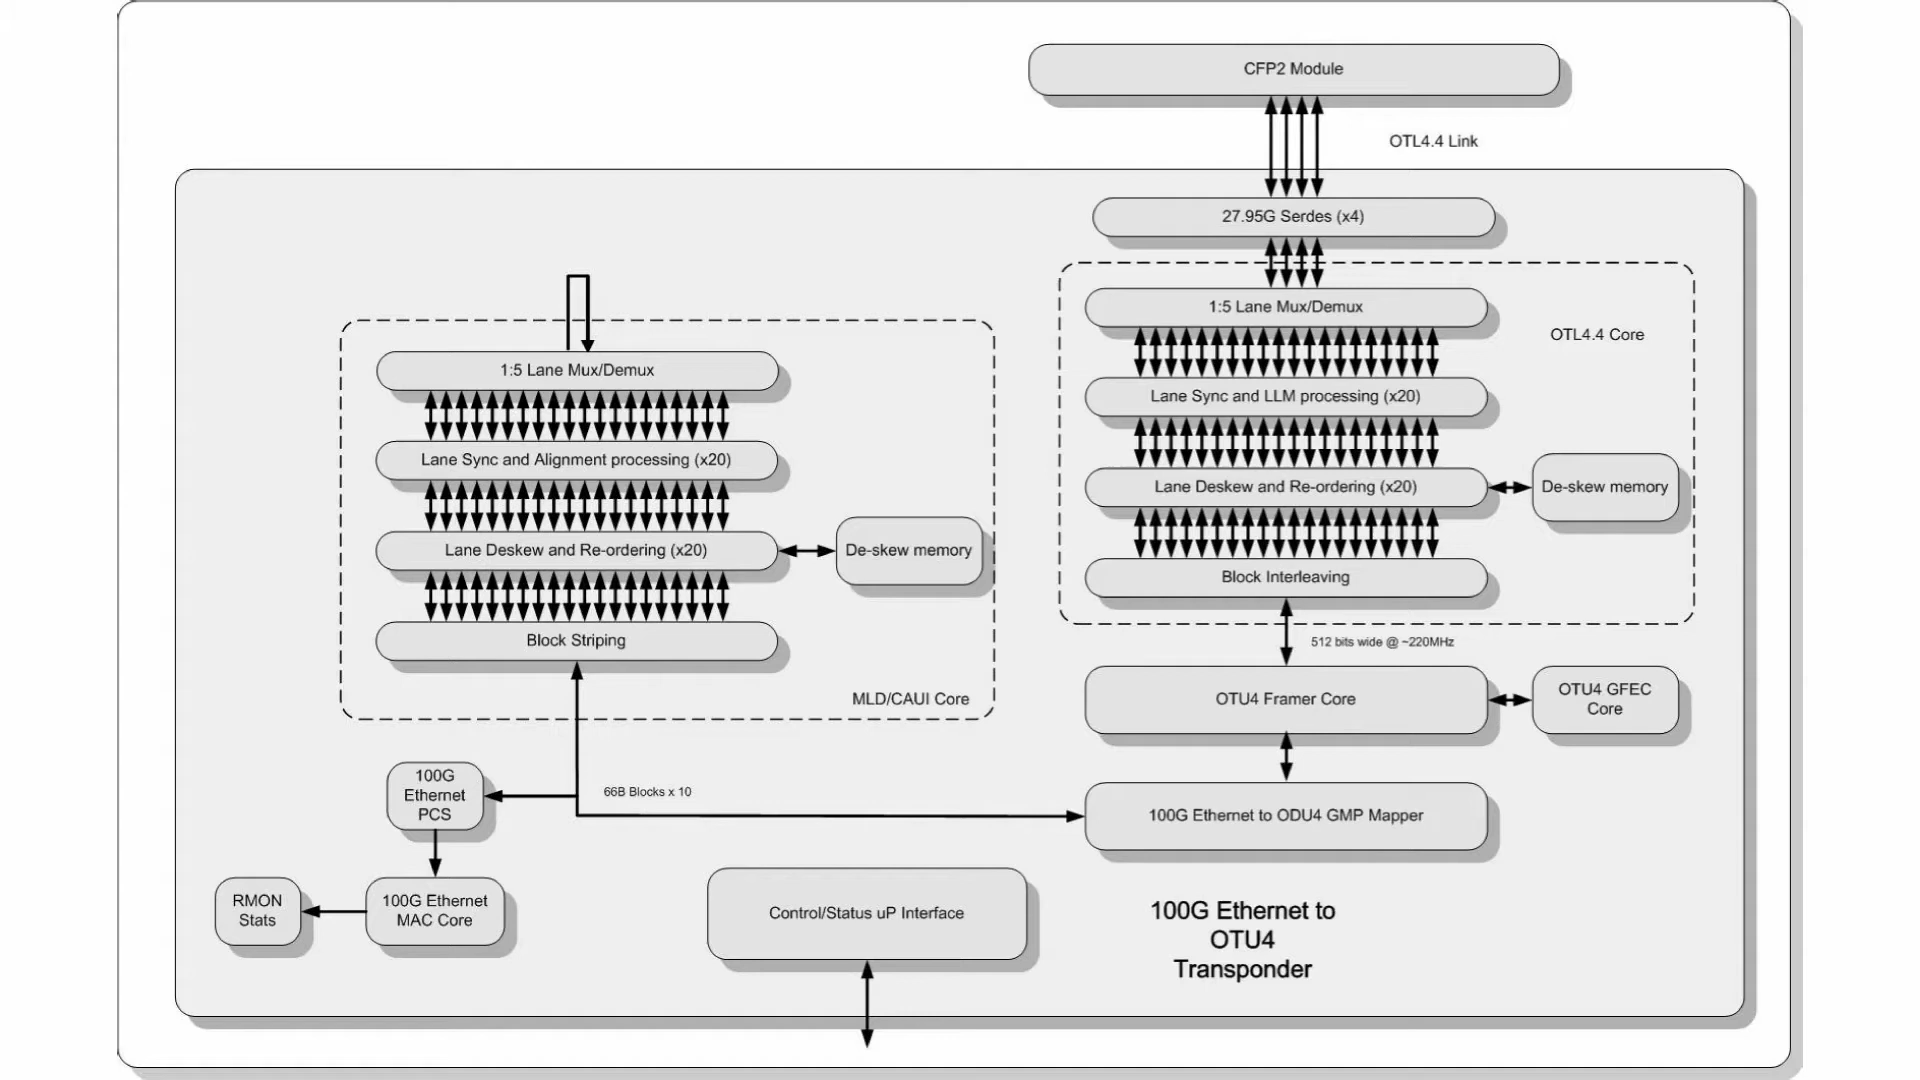 CFP2 Module
OTL4.4 Link
27.95G Serdes (x4)
1:5 Lane Mux/Demux
OTL4.4 Core
Lane Sync and LLM processing (x20)
Lane Deskew and Re-ordering (x20)
De-skew memory
Block Interleaving
512 bits wide @ ~220MHz
OTU4 Framer Core
OTU4 GFEC
Core
100G Ethernet to ODU4 GMP Mapper
1:5 Lane Mux/Demux
Lane Sync and Alignment processing (x20)
Lane Deskew and Re-ordering (x20)
De-skew memory
Block Striping
MLD/CAUI Core
66B Blocks x 10
100G
Ethernet
PCS
100G Ethernet
MAC Core
RMON
Stats
Control/Status uP Interface
100G Ethernet to
OTU4
Transponder